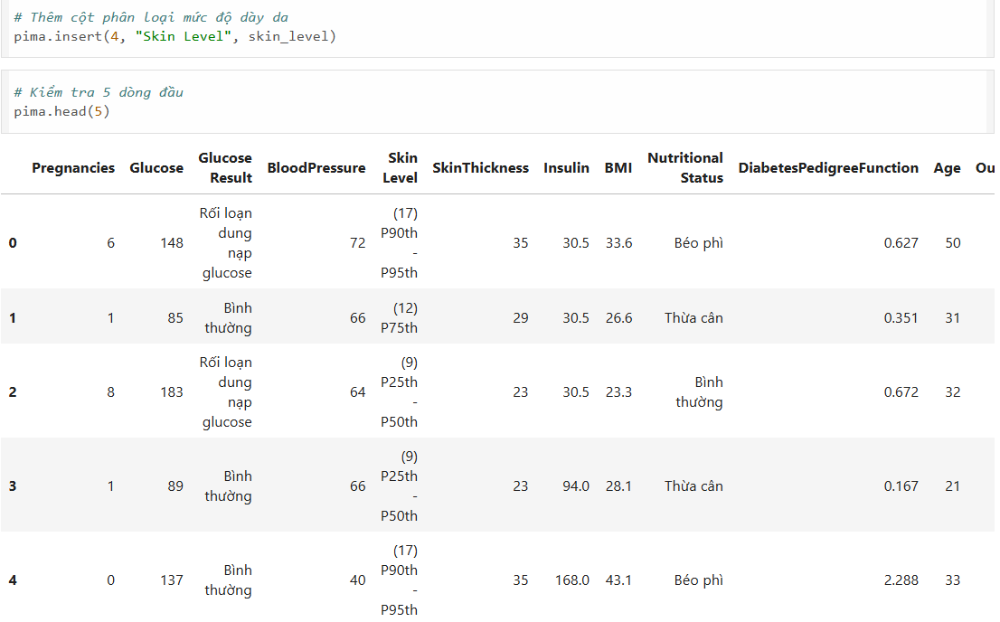 # Thêm cột phân loại mức độ dày da
pima.insert(4, "Skin Level", skin_level)
# Kiểm tra 5 dòng đầu
pima.head(5)
Pregnancies Glucose Glucose Result BloodPressure Skin Level SkinThickness Insulin BMI Nutritional Status DiabetesPedigreeFunction Age Ou
0 6 148 Rối loạn dung nạp glucose 72 (17) P90th - P95th 35 30.5 33.6 Béo phì 0.627 50
1 1 85 Bình thường 66 (12) P75th 29 30.5 26.6 Thừa cân 0.351 31
2 8 183 Rối loạn dung nạp glucose 64 (9) P25th - P50th 23 30.5 23.3 Bình thường 0.672 32
3 1 89 Bình thường 66 (9) P25th - P50th 23 94.0 28.1 Thừa cân 0.167 21
4 0 137 Bình thường 40 (17) P90th - P95th 35 168.0 43.1 Béo phì 2.288 33